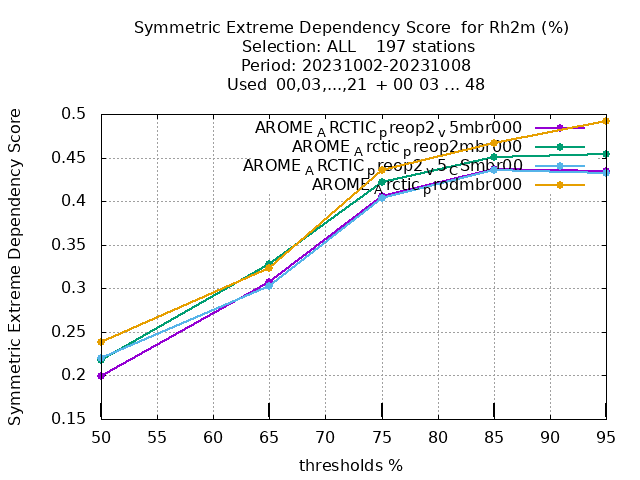 Symmetric Extreme Dependency Score for Rh2m (%)
Selection: ALL 197 stations
Period: 20231002-20231008
Used 00,03,...,21 + 00 03 ... 48
Symmetric Extreme Dependency Score
0.5
0.45
0.4
0.35
0.3
0.25
0.2
0.15
AROME_ARCTIC_preop2_v5mbr000
AROME_Arctic_preop2mbr000
AROME_ARCTIC_preop2_v5_CSmbr000
AROME_Arctic_prodmbr000
50 55 60 65 70 75 80 85 90 95
thresholds %